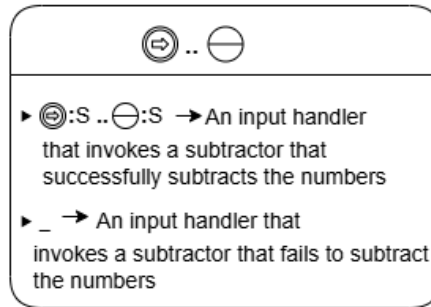 ..
:S .. :S → An input handler
that invokes a subtractor that
successfully subtracts the numbers
_ → An input handler that
invokes a subtractor that fails to subtract
the numbers